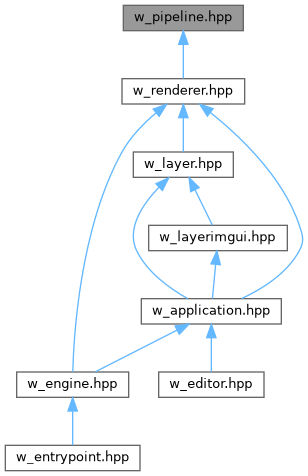 w_pipeline.hpp
w_renderer.hpp
w_layer.hpp
w_layerimgui.hpp
w_application.hpp
w_engine.hpp
w_editor.hpp
w_entrypoint.hpp